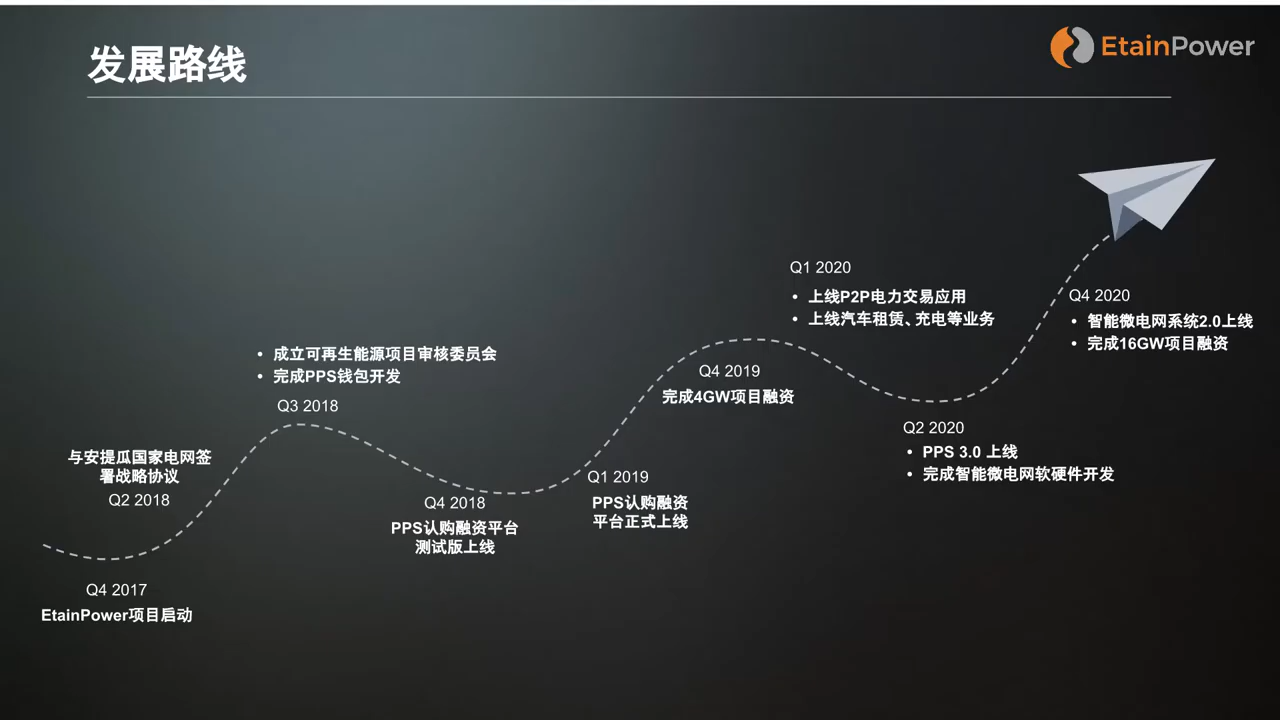 发展路线
EtainPower
Q4 2017
EtainPower项目启动
与安提瓜国家电网签
署战略协议
Q2 2018
• 成立可再生能源项目审核委员会
• 完成PPS钱包开发
Q3 2018
Q4 2018
PPS认购融资平台
测试版上线
Q1 2019
PPS认购融资
平台正式上线
Q4 2019
完成4GW项目融资
Q1 2020
• 上线P2P电力交易应用
• 上线汽车租赁、充电等业务
Q2 2020
• PPS 3.0 上线
• 完成智能微电网软硬件开发
Q4 2020
• 智能微电网系统2.0上线
• 完成16GW项目融资